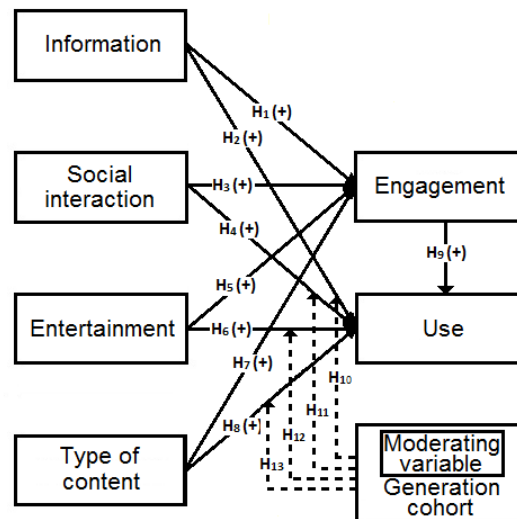 Information
H1 (+)
H2 (+)
Social
interaction
H3 (+)
Engagement
H4 (+)
H9 (+)
H5 (+)
Entertainment
H6 (+)
Use
H7 (+)
H10
H11
H8 (+)
H12
Type of
content
H13
Moderating
variable
Generation
cohort